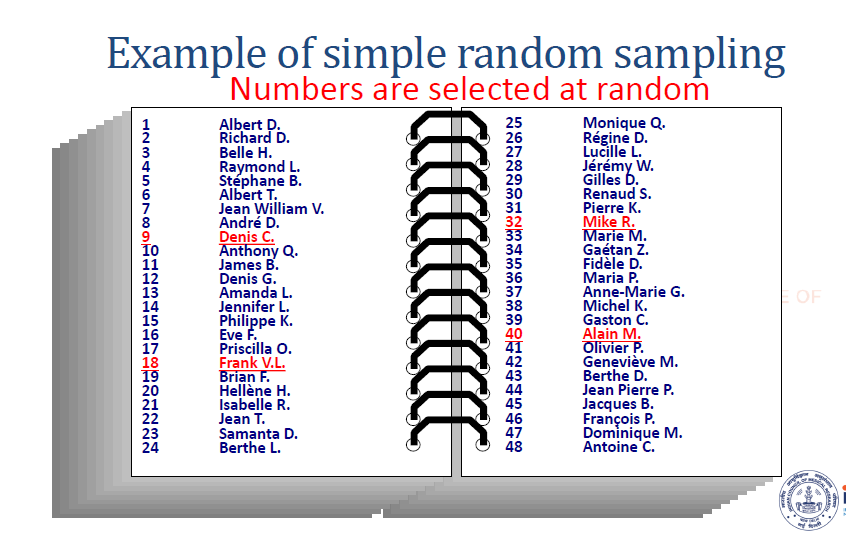 Example of simple random sampling
Numbers are selected at random
1 Albert D.
2 Richard D.
3 Belle H.
4 Raymond L.
5 Stéphane B.
6 Albert T.
7 Jean William V.
8 André D.
9 Denis C.
10 Anthony Q.
11 James B.
12 Denis G.
13 Amanda L.
14 Jennifer L.
15 Philippe K.
16 Eve F.
17 Priscilla O.
18 Frank V.L.
19 Brian F.
20 Hellène H.
21 Isabelle R.
22 Jean T.
23 Samanta D.
24 Berthe L.
25 Monique Q.
26 Régine D.
27 Lucille L.
28 Jérémy W.
29 Gilles D.
30 Renaud S.
31 Pierre K.
32 Mike R.
33 Marie M.
34 Gaétan Z.
35 Fidèle D.
36 Maria P.
37 Anne-Marie G.
38 Michel K.
39 Gaston C.
40 Alain M.
41 Olivier P.
42 Geneviève M.
43 Berthe D.
44 Jean Pierre P.
45 Jacques B.
46 François P.
47 Dominique M.
48 Antoine C.
E OF